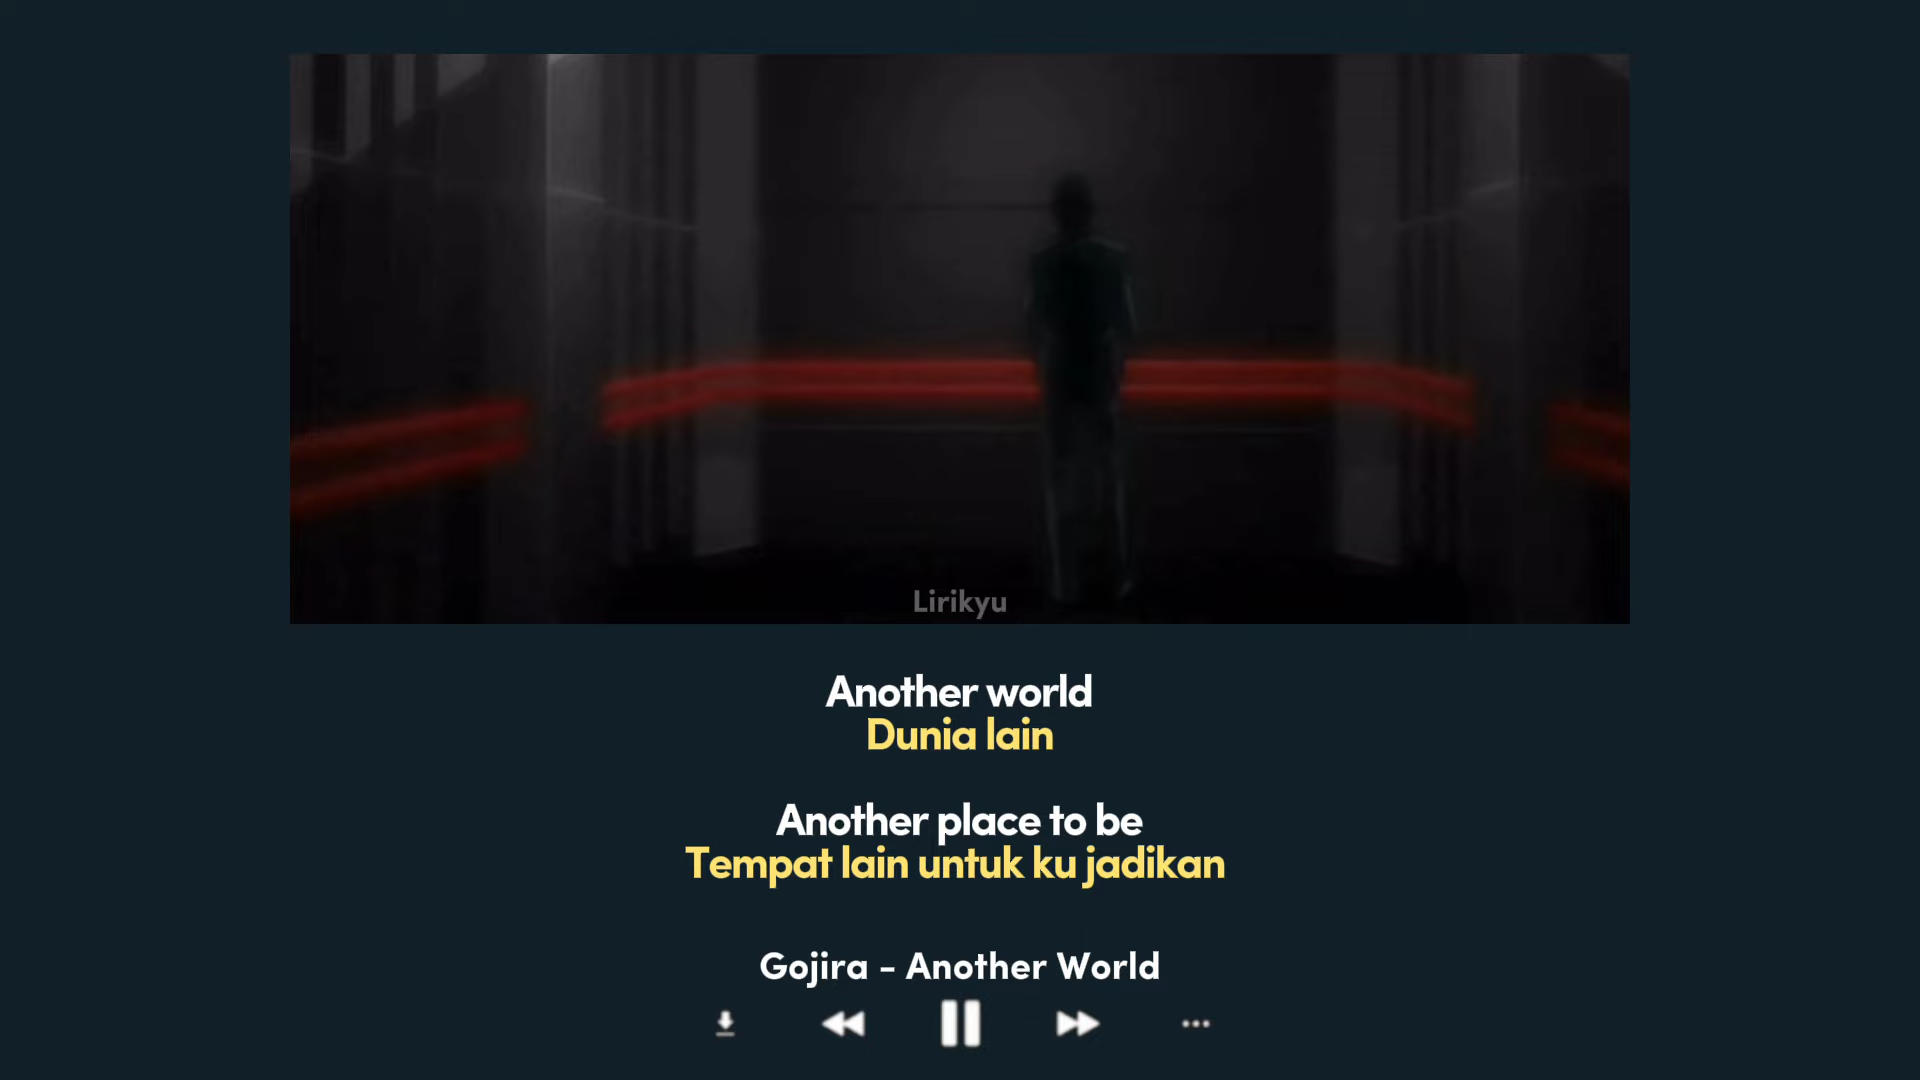 Lirikyu
Another world
Dunia lain
Another place to be
Tempat lain untuk ku jadikan
Gojira - Another World